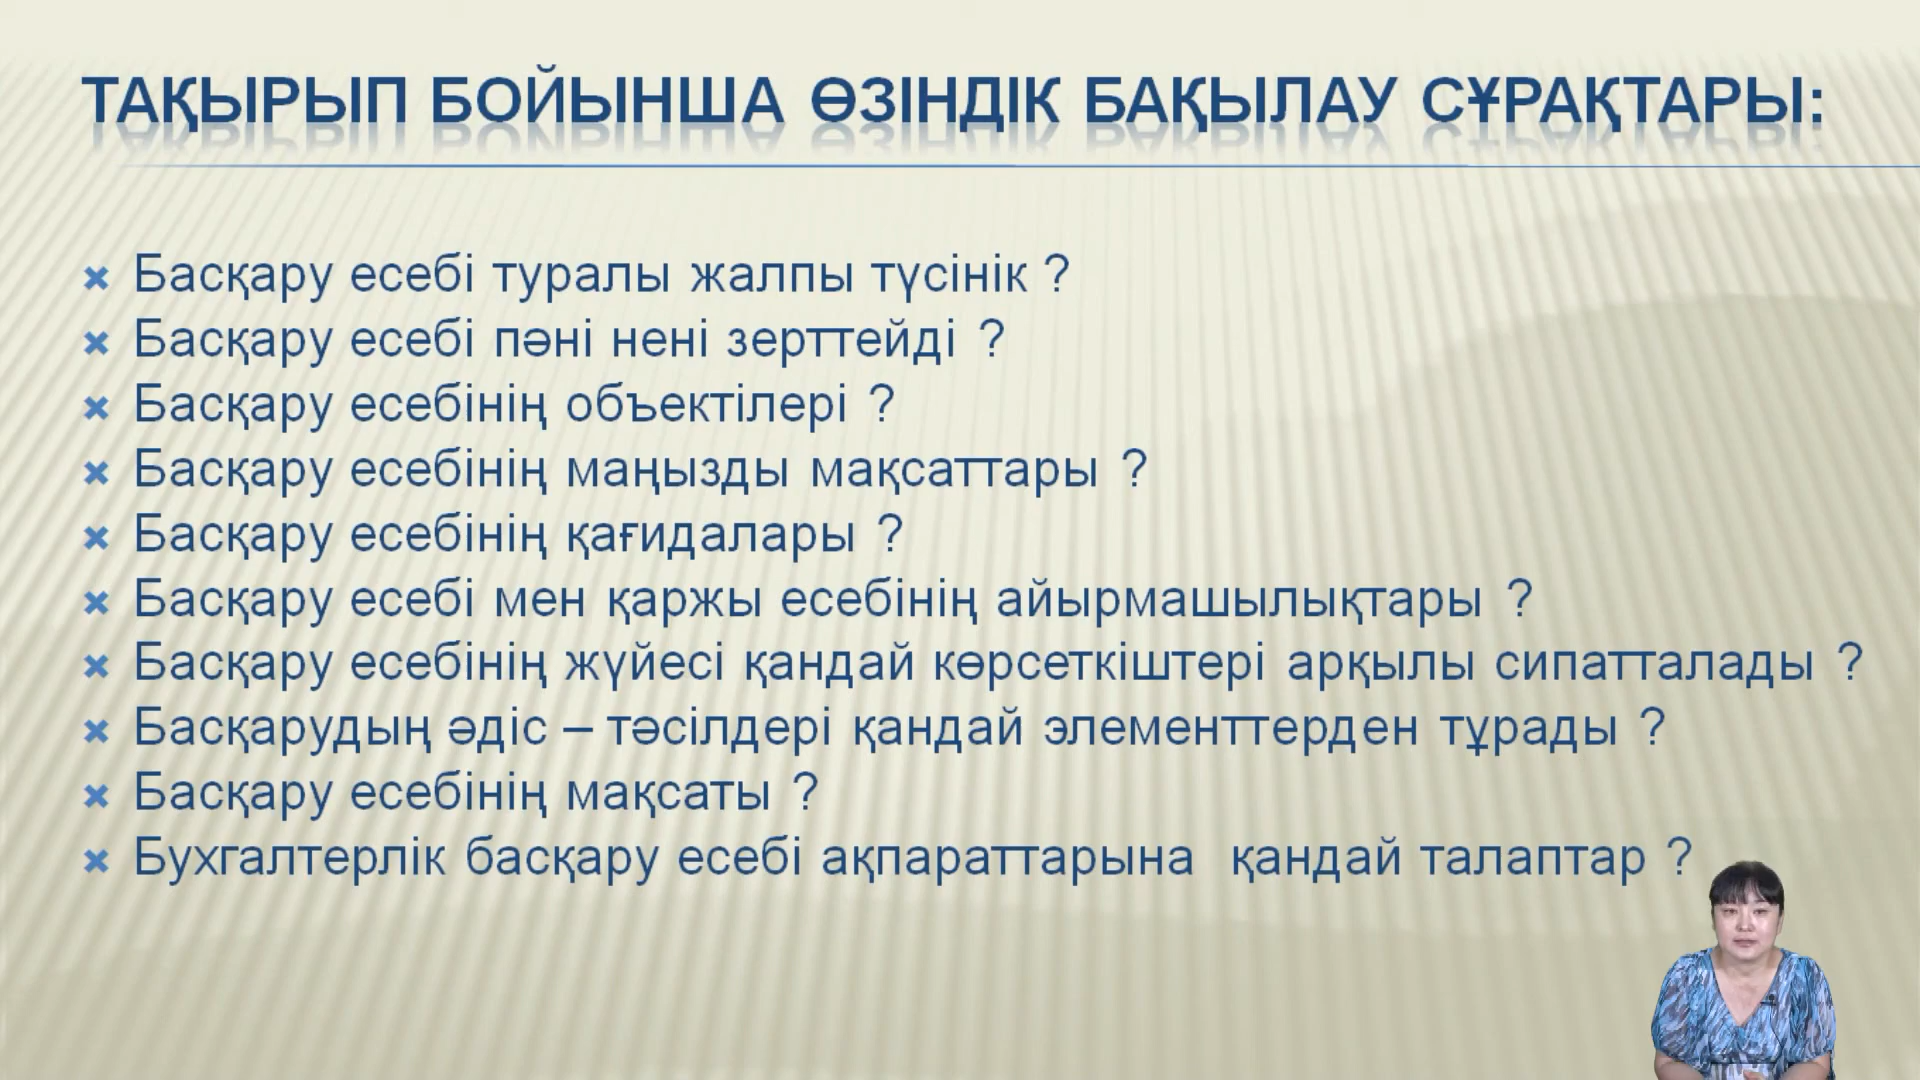 ТАҚЫРЫП БОЙЫНША ӨЗІНДІК БАҚЫЛАУ СҰРАҚТАРЫ:
Басқару есебі туралы жалпы түсінік ?
Басқару есебі пәні нені зерттейді ?
Басқару есебінің объектілері ?
Басқару есебінің маңызды мақсаттары ?
Басқару есебінің қағидалары ?
Басқару есебі мен қаржы есебінің айырмашылықтары ?
Басқару есебінің жүйесі қандай көрсеткіштері арқылы сипатталады ?
Басқарудың әдіс – тәсілдері қандай элементтерден тұрады ?
Басқару есебінің мақсаты ?
Бухгалтерлік басқару есебі ақпараттарына қандай талаптар ?